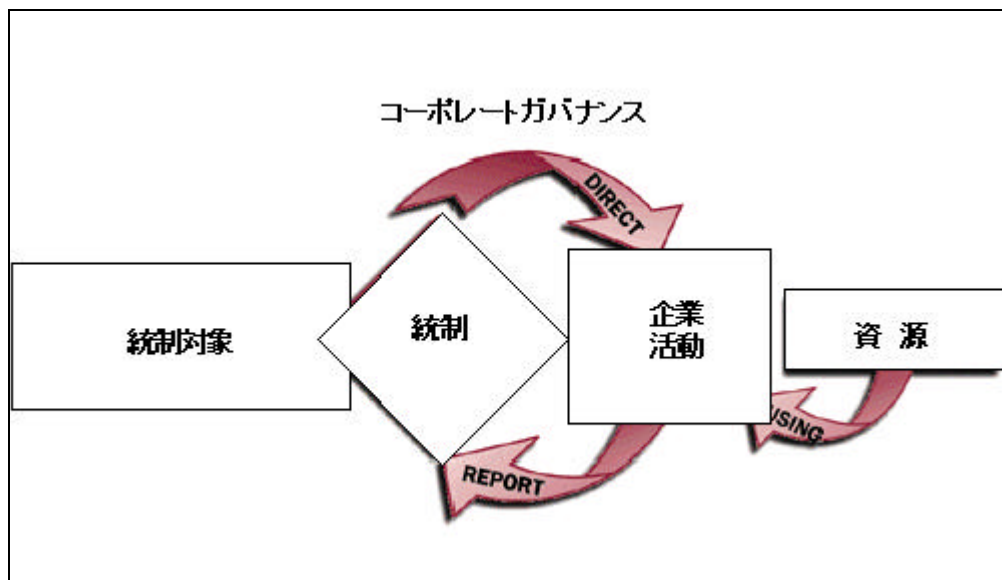 コーポレートガバナンス
DIRECT
統制対象
統制
企業
活動
資 源
USING
REPORT